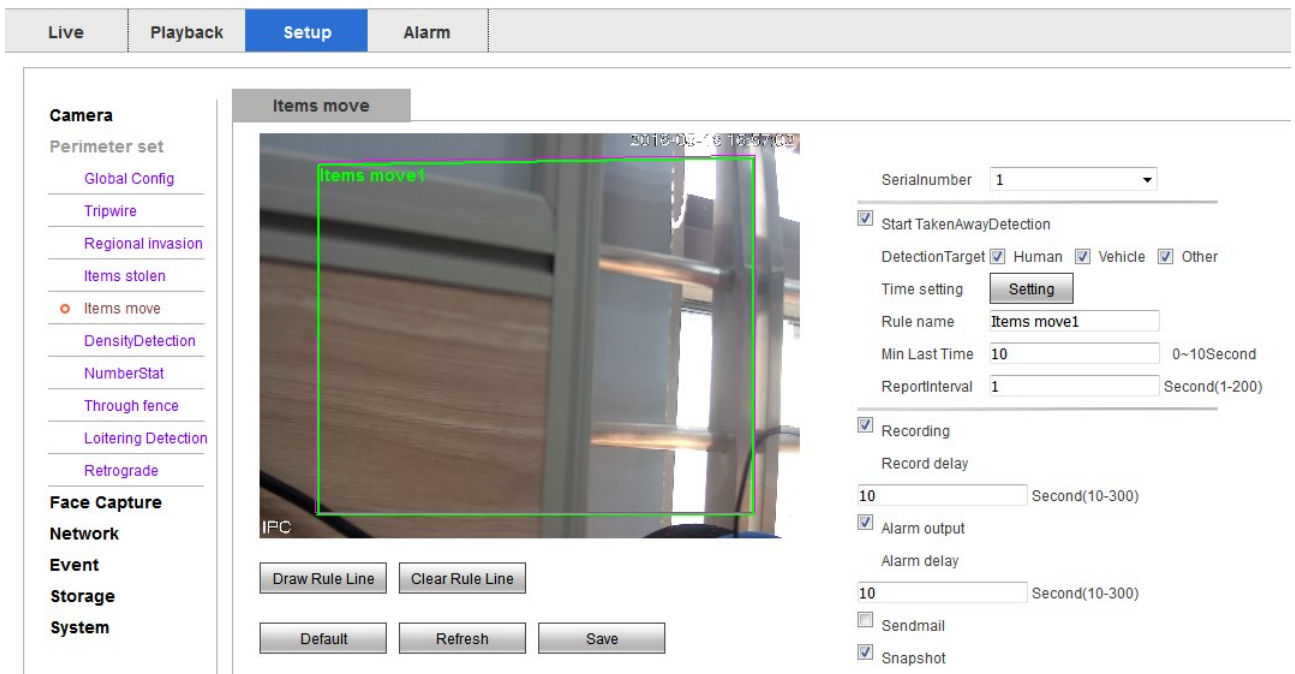 Live Playback Setup Alarm
Items move
Camera
Perimeter set
Global Config
Tripwire
Regional invasion
Items stolen
Items move
DensityDetection
NumberStat
Through fence
Loitering Detection
Retrograde
Face Capture
Network
Event
Storage
System
Items move1
IPC
Draw Rule Line Clear Rule Line
Default Refresh Save
Serialnumber 1
Start TakenAwayDetection
DetectionTarget Human Vehicle Other
Time setting Setting
Rule name Items move1
Min Last Time 10 0~10Second
ReportInterval 1 Second(1-200)
Recording
Record delay
10 Second(10-300)
Alarm output
Alarm delay
10 Second(10-300)
Sendmail
Snapshot